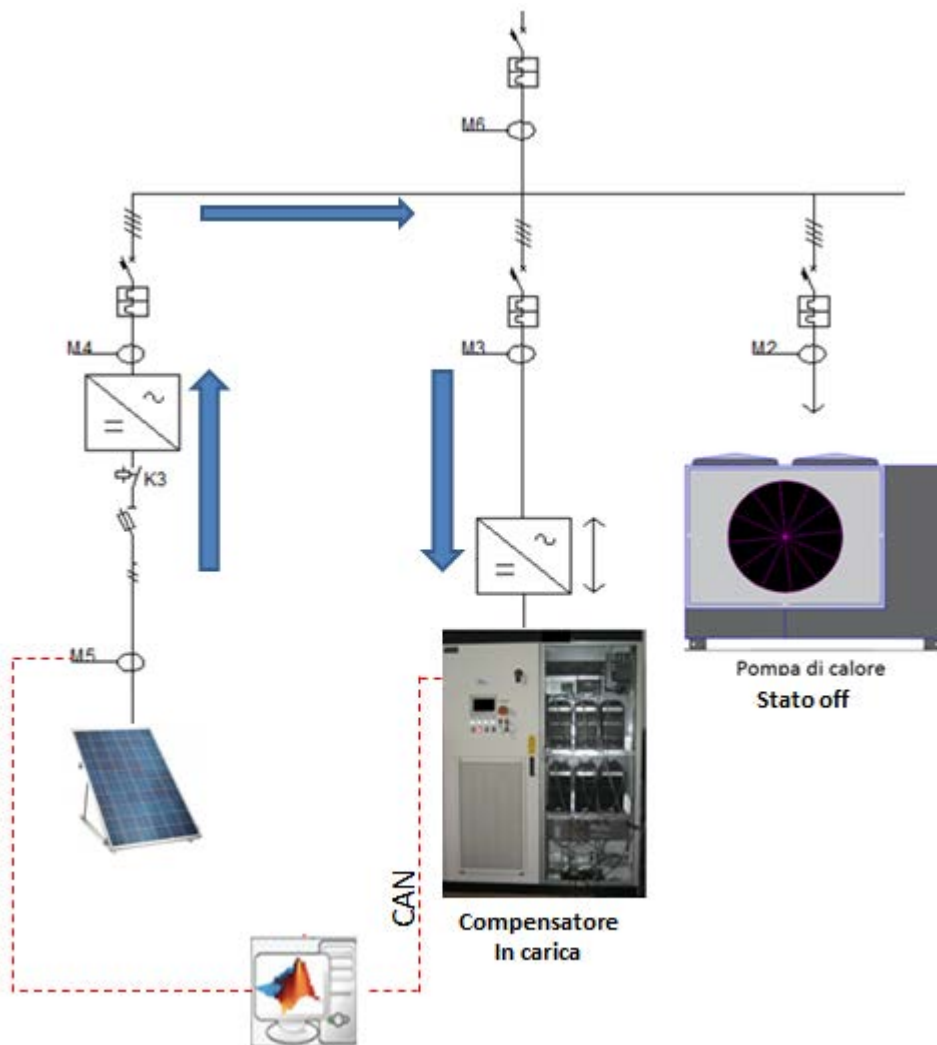 M6
M4
M3
M2
K3
M5
Pompa di calore
Stato off
CAN
Compensatore
In carica